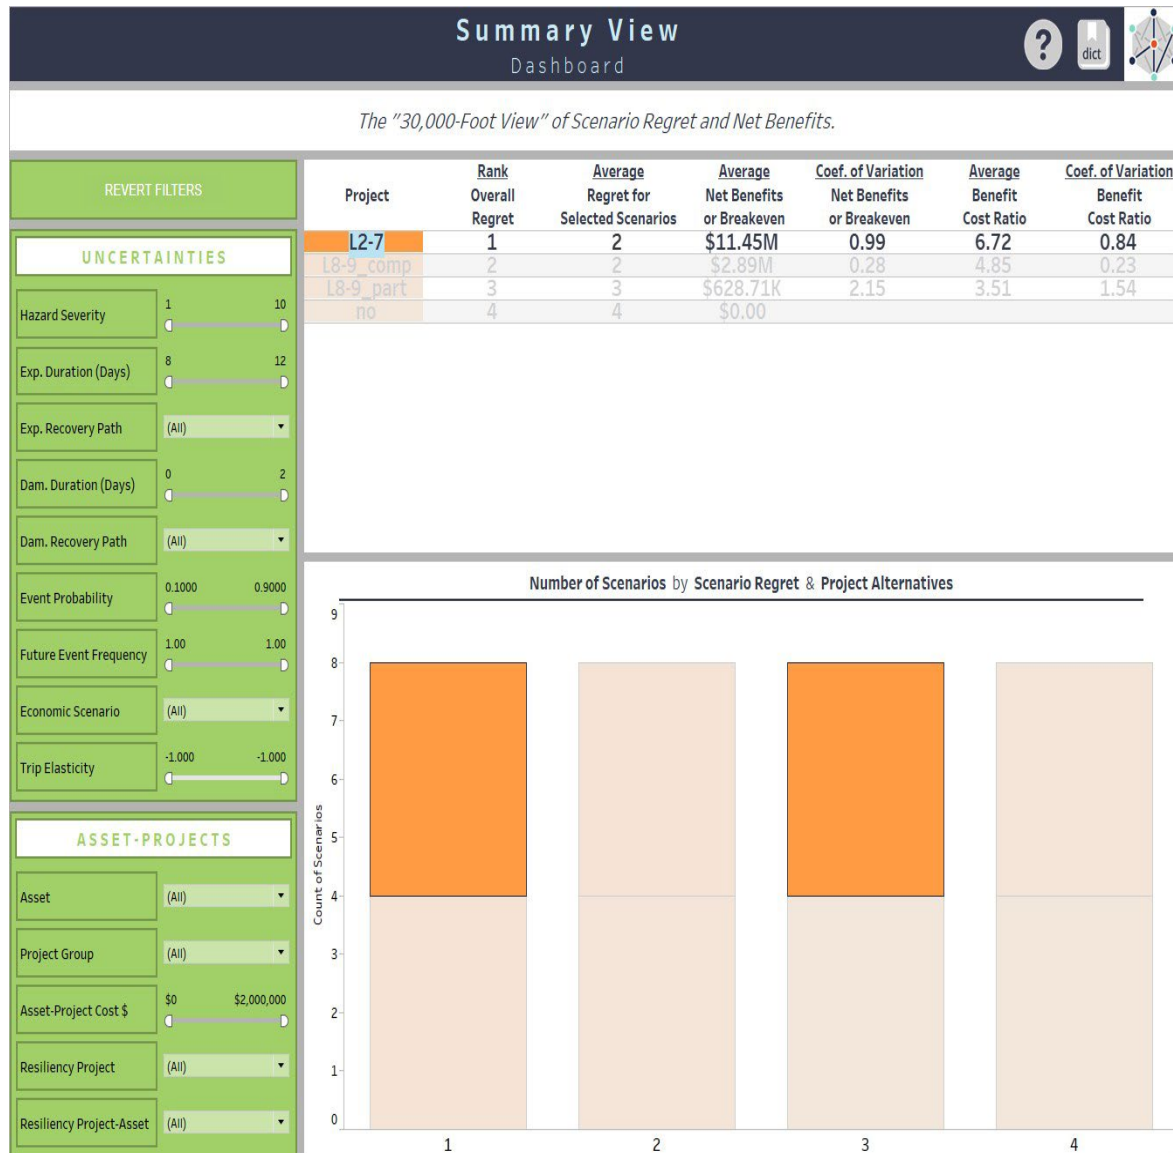 Summary View
Dashboard
?
dict
The "30,000-Foot View" of Scenario Regret and Net Benefits.
REVERT FILTERS
UNCERTAINTIES
Hazard Severity 1 10
Exp. Duration (Days) 8 12
Exp. Recovery Path (All)
Dam. Duration (Days) 0 2
Dam. Recovery Path (All)
Event Probability 0.1000 0.9000
Future Event Frequency 1.00 1.00
Economic Scenario (All)
Trip Elasticity -1.000 -1.000
ASSET-PROJECTS
Asset (All)
Project Group (All)
Asset-Project Cost $ $0 $2,000,000
Resiliency Project (All)
Resiliency Project-Asset (All)
Rank Average Average Coef. of Variation Average Coef. of Variation
Project Overall Regret for Net Benefits Net Benefits Benefit Benefit
Regret Selected Scenarios or Breakeven or Breakeven Cost Ratio Cost Ratio
L2-7 1 2 $11.45M 0.99 6.72 0.84
L8-9_comp 2 2 $2.89M 0.28 4.85 0.23
L8-9_part 3 3 $628.71K 2.15 3.51 1.54
no 4 4 $0.00
Number of Scenarios by Scenario Regret & Project Alternatives
Count of Scenarios
9
8
7
6
5
4
3
2
1
0
1 2 3 4